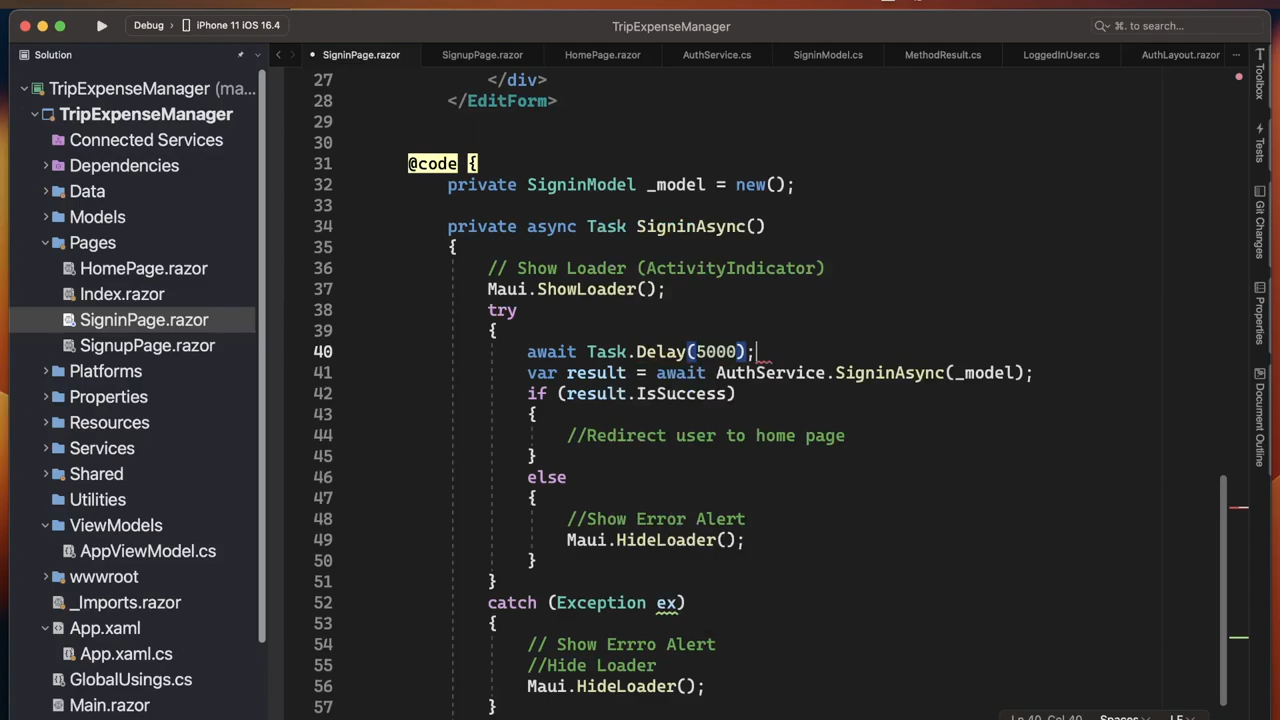 Debug > iPhone 11 iOS 16.4
TripExpenseManager
⌘. to search...
Solution
SigninPage.razor
SignupPage.razor
HomePage.razor
AuthService.cs
SigninModel.cs
MethodResult.cs
LoggedInUser.cs
AuthLayout.razor
TripExpenseManager (ma...
TripExpenseManager
Connected Services
Dependencies
Data
Models
Pages
HomePage.razor
Index.razor
SigninPage.razor
SignupPage.razor
Platforms
Properties
Resources
Services
Shared
Utilities
ViewModels
AppViewModel.cs
wwwroot
_Imports.razor
App.xaml
App.xaml.cs
GlobalUsings.cs
Main.razor
27 </div>
28 </EditForm>
29
30
31 @code {
32 private SigninModel _model = new();
33
34 private async Task SigninAsync()
35 {
36 // Show Loader (ActivityIndicator)
37 Maui.ShowLoader();
38 try
39 {
40 await Task.Delay(5000);
41 var result = await AuthService.SigninAsync(_model);
42 if (result.IsSuccess)
43 {
44 //Redirect user to home page
45 }
46 else
47 {
48 //Show Error Alert
49 Maui.HideLoader();
50 }
51 }
52 catch (Exception ex)
53 {
54 // Show Errro Alert
55 //Hide Loader
56 Maui.HideLoader();
57 }
Toolbox
Tests
Git Changes
Properties
Document Outline
Ln 40, Col 40 Spaces LF